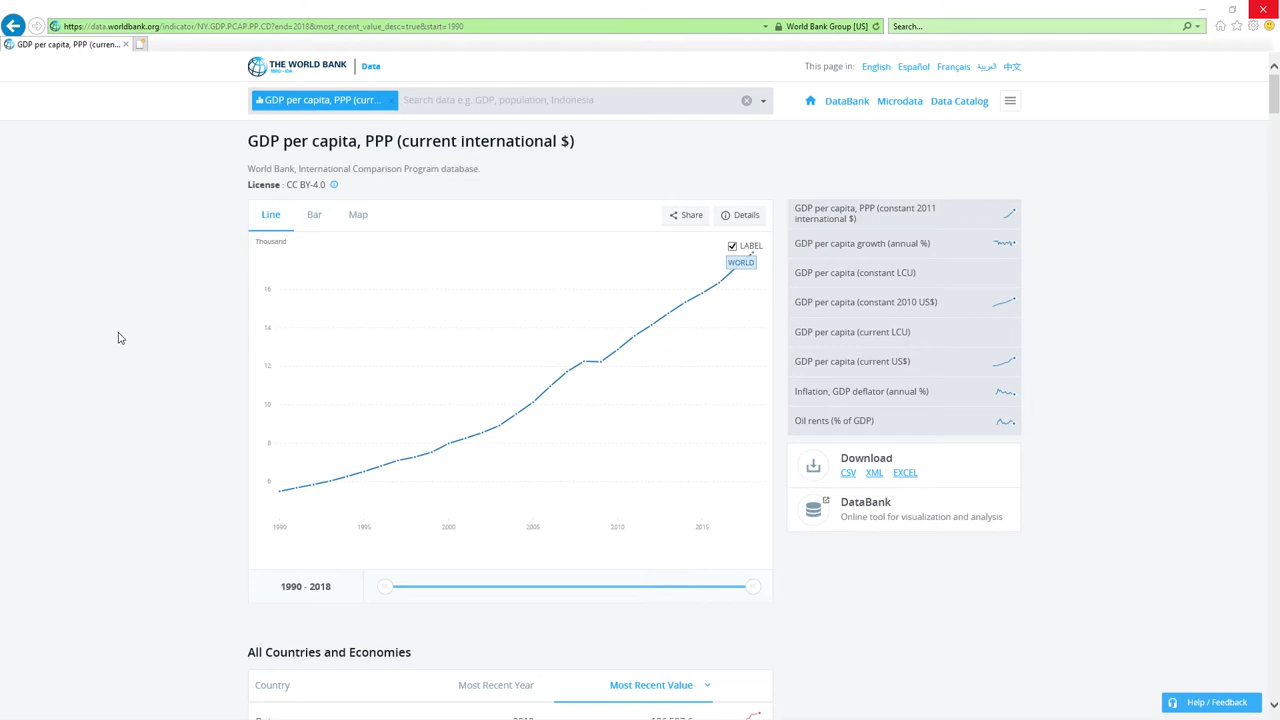 https://data.worldbank.org/indicator/NY.GDP.PCAP.PP.CD?end=2018&most_recent_value_desc=true&start=1990
World Bank Group [US]
Search...
GDP per capita, PPP (curren...
THE WORLD BANK
IBRD • IDA
Data
This page in: English Español Français العربية 中文
GDP per capita, PPP (curr...
Search data e.g. GDP, population, Indonesia
DataBank Microdata Data Catalog
GDP per capita, PPP (current international $)
World Bank, International Comparison Program database.
License : CC BY-4.0
Line Bar Map
Share Details
Thousand
LABEL
WORLD
16
14
12
10
8
6
1990 1995 2000 2005 2010 2015
1990 - 2018
GDP per capita, PPP (constant 2011
international $)
GDP per capita growth (annual %)
GDP per capita (constant LCU)
GDP per capita (constant 2010 US$)
GDP per capita (current LCU)
GDP per capita (current US$)
Inflation, GDP deflator (annual %)
Oil rents (% of GDP)
Download
CSV XML EXCEL
DataBank
Online tool for visualization and analysis
All Countries and Economies
Country Most Recent Year Most Recent Value
Help / Feedback